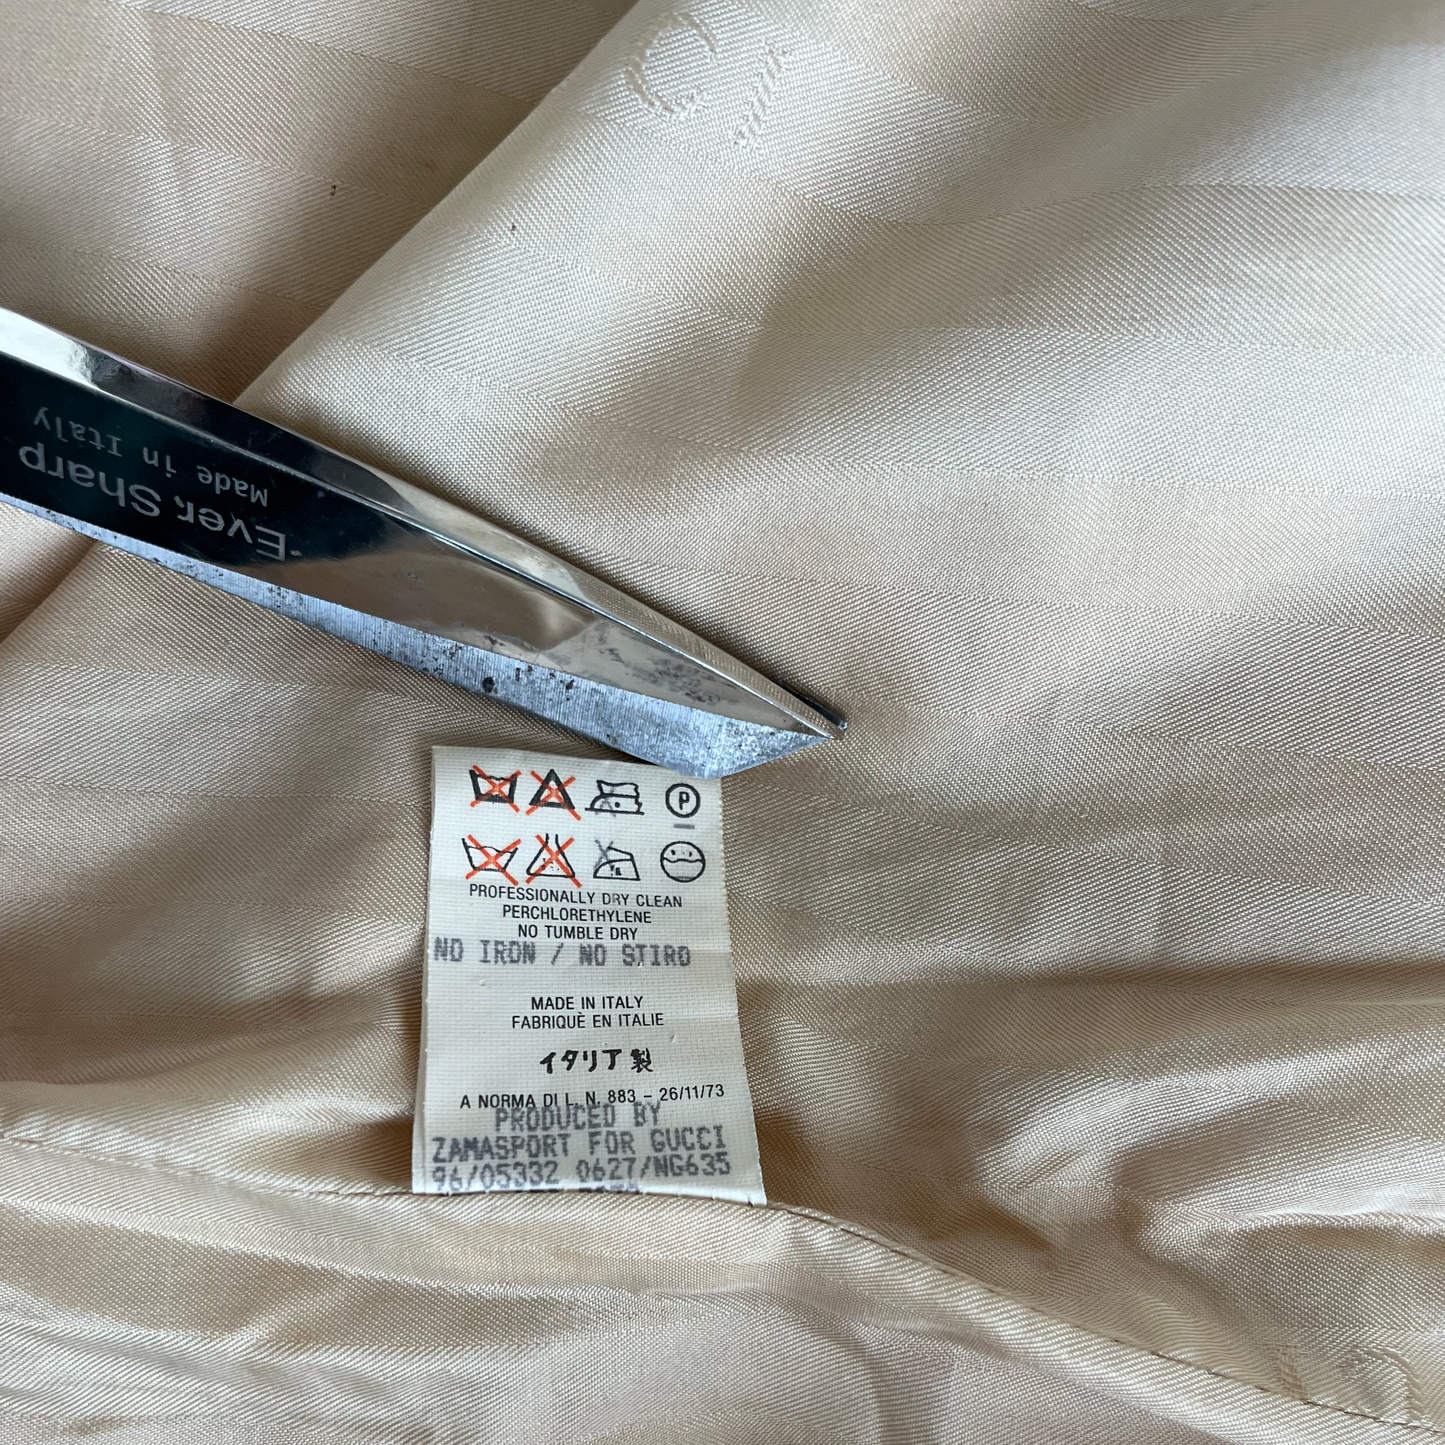 Ever Sharp
Made in Italy
P
PROFESSIONALLY DRY CLEAN
PERCHLORETHYLENE
NO TUMBLE DRY
NO IRON / NO STIRO
MADE IN ITALY
FABRIQUÈ EN ITALIE
イタリア製
A NORMA DI L. N. 883 - 26/11/73
PRODUCED BY
ZAMASPORT FOR GUCCI
96/05332 0627/NG635